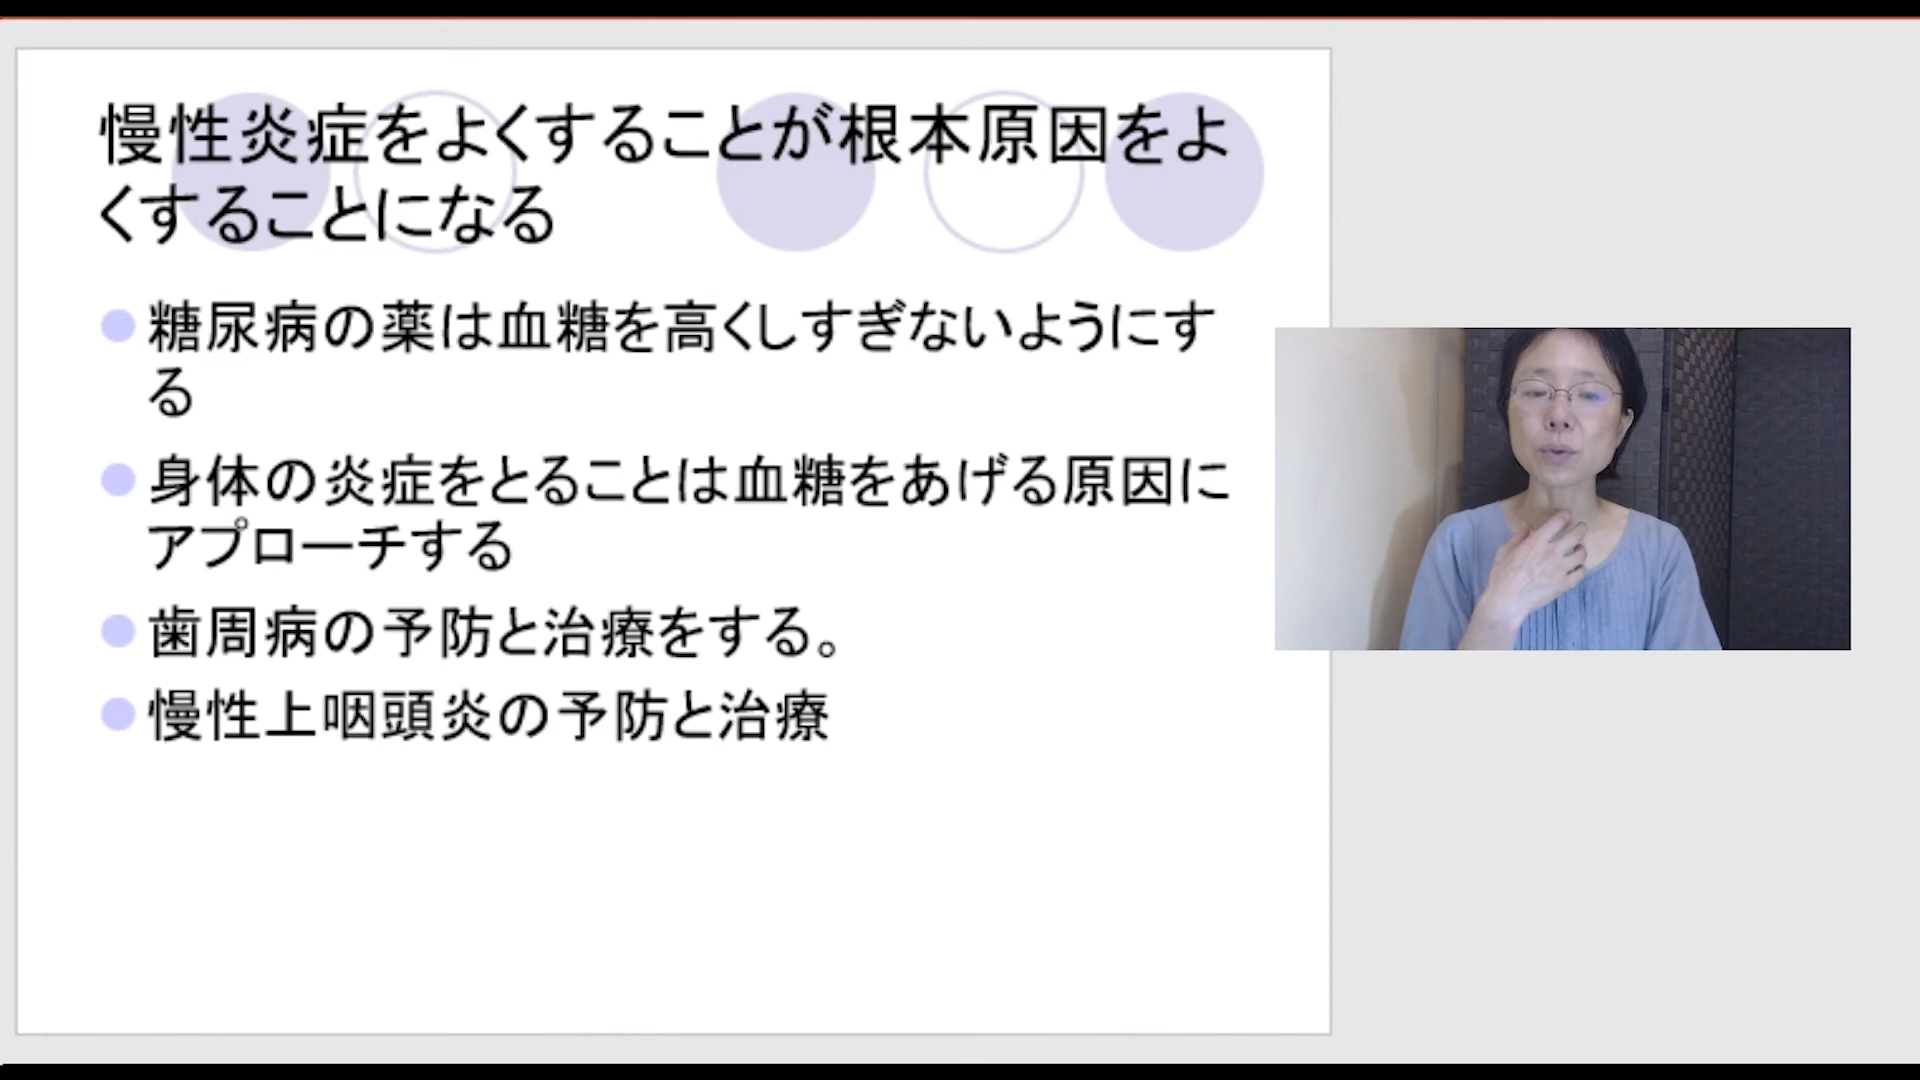 慢性炎症をよくすることが根本原因をよ
くすることになる
糖尿病の薬は血糖を高くしすぎないようにす
る
身体の炎症をとることは血糖をあげる原因に
アプローチする
歯周病の予防と治療をする。
慢性上咽頭炎の予防と治療